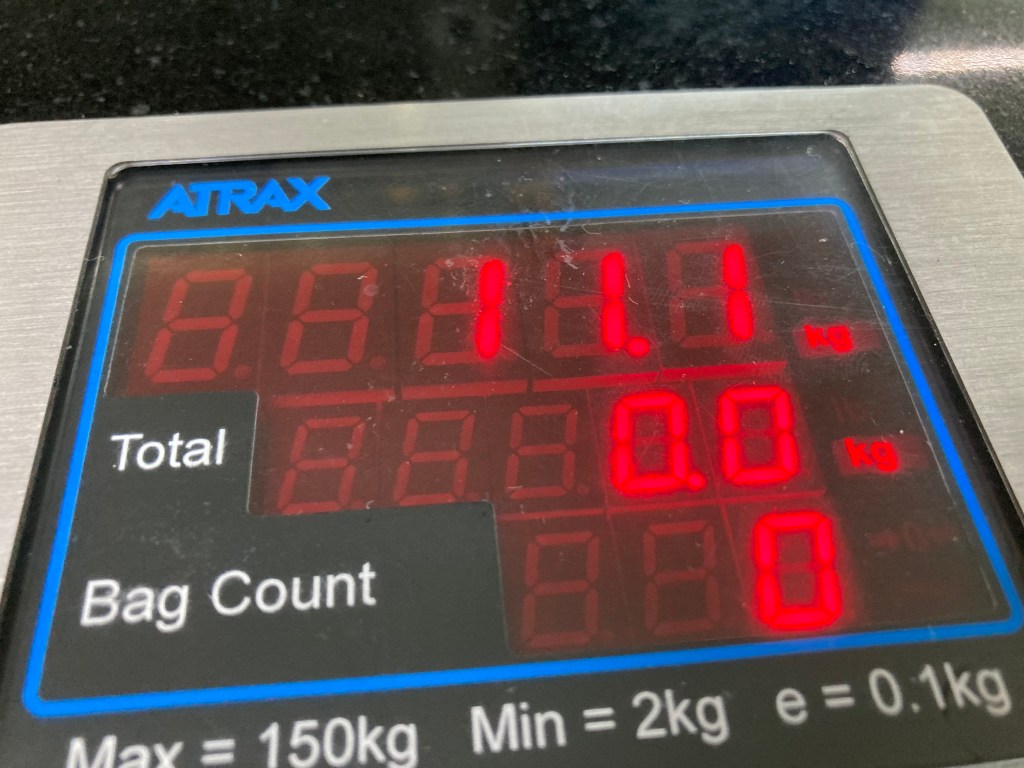 ATRAX
11.1 kg
Total 0.0 kg
Bag Count 0
Max = 150kg Min = 2kg e = 0.1kg